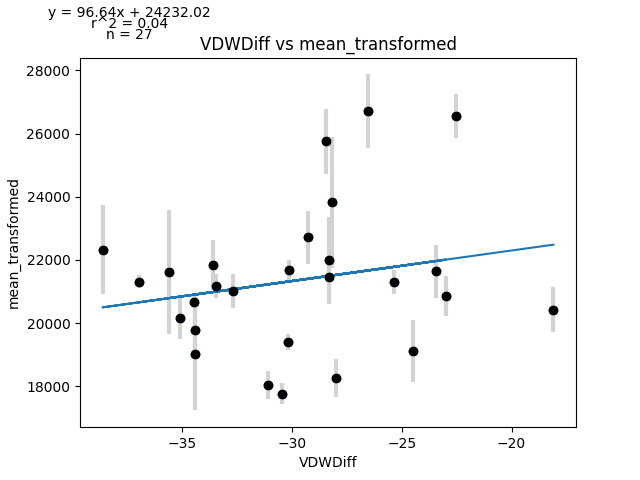 y = 96.64x + 24232.02
r^2 = 0.04
n = 27
VDWDiff vs mean_transformed
28000
26000
24000
22000
20000
18000
mean_transformed
−35
−30
−25
−20
VDWDiff